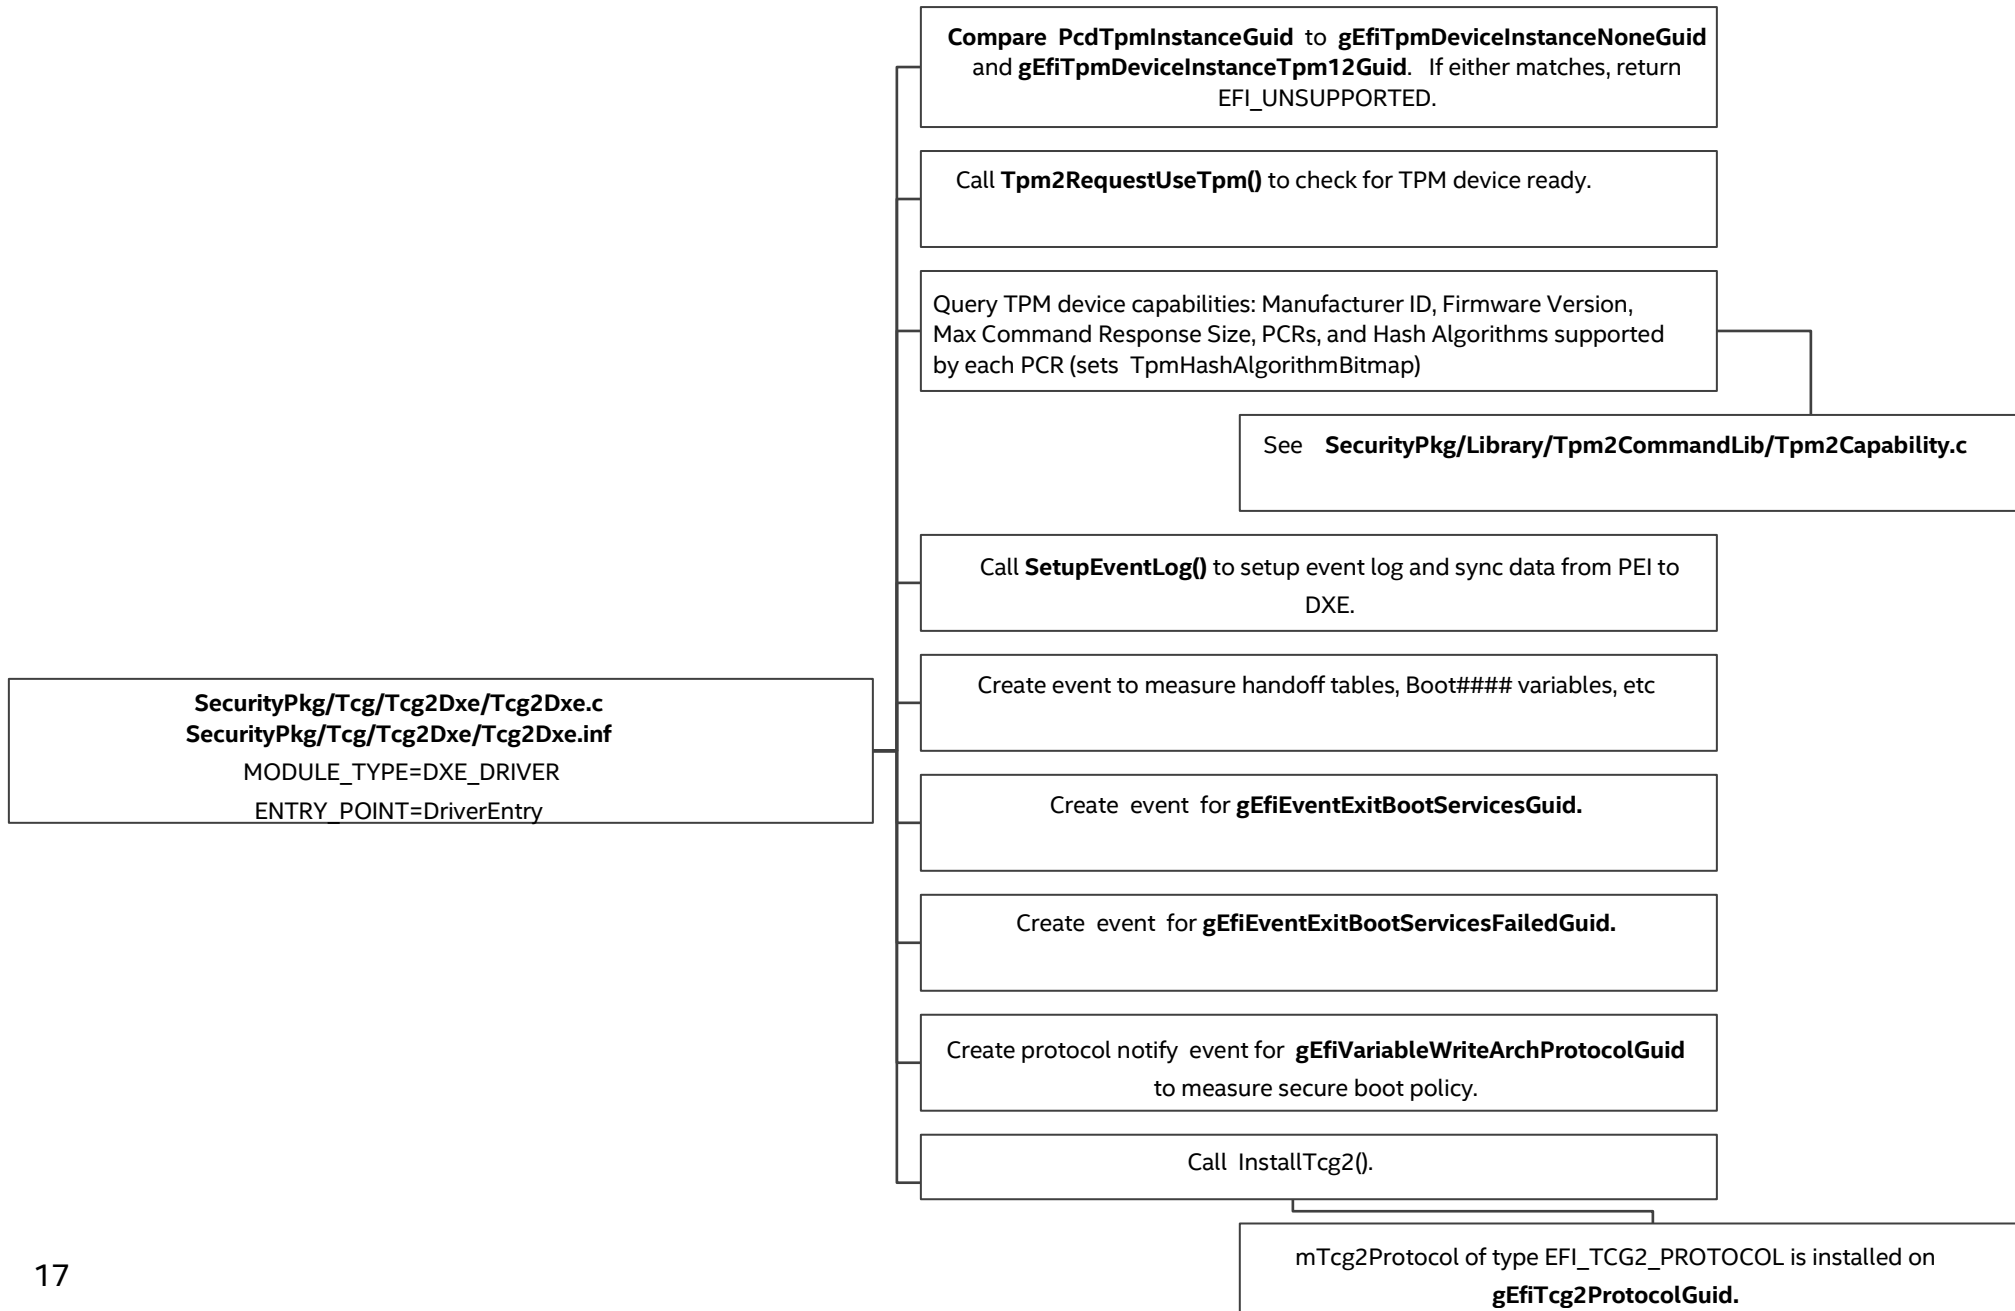 Compare PcdTpmInstanceGuid to gEfiTpmDeviceInstanceNoneGuid
and gEfiTpmDeviceInstanceTpm12Guid. If either matches, return
EFI_UNSUPPORTED.
Call Tpm2RequestUseTpm() to check for TPM device ready.
Query TPM device capabilities: Manufacturer ID, Firmware Version,
Max Command Response Size, PCRs, and Hash Algorithms supported
by each PCR (sets TpmHashAlgorithmBitmap)
See SecurityPkg/Library/Tpm2CommandLib/Tpm2Capability.c
Call SetupEventLog() to setup event log and sync data from PEI to
DXE.
SecurityPkg/Tcg/Tcg2Dxe/Tcg2Dxe.c
SecurityPkg/Tcg/Tcg2Dxe/Tcg2Dxe.inf
MODULE_TYPE=DXE_DRIVER
ENTRY_POINT=DriverEntry
Create event to measure handoff tables, Boot#### variables, etc
Create event for gEfiEventExitBootServicesGuid.
Create event for gEfiEventExitBootServicesFailedGuid.
Create protocol notify event for gEfiVariableWriteArchProtocolGuid
to measure secure boot policy.
Call InstallTcg2().
mTcg2Protocol of type EFI_TCG2_PROTOCOL is installed on
gEfiTcg2ProtocolGuid.
17